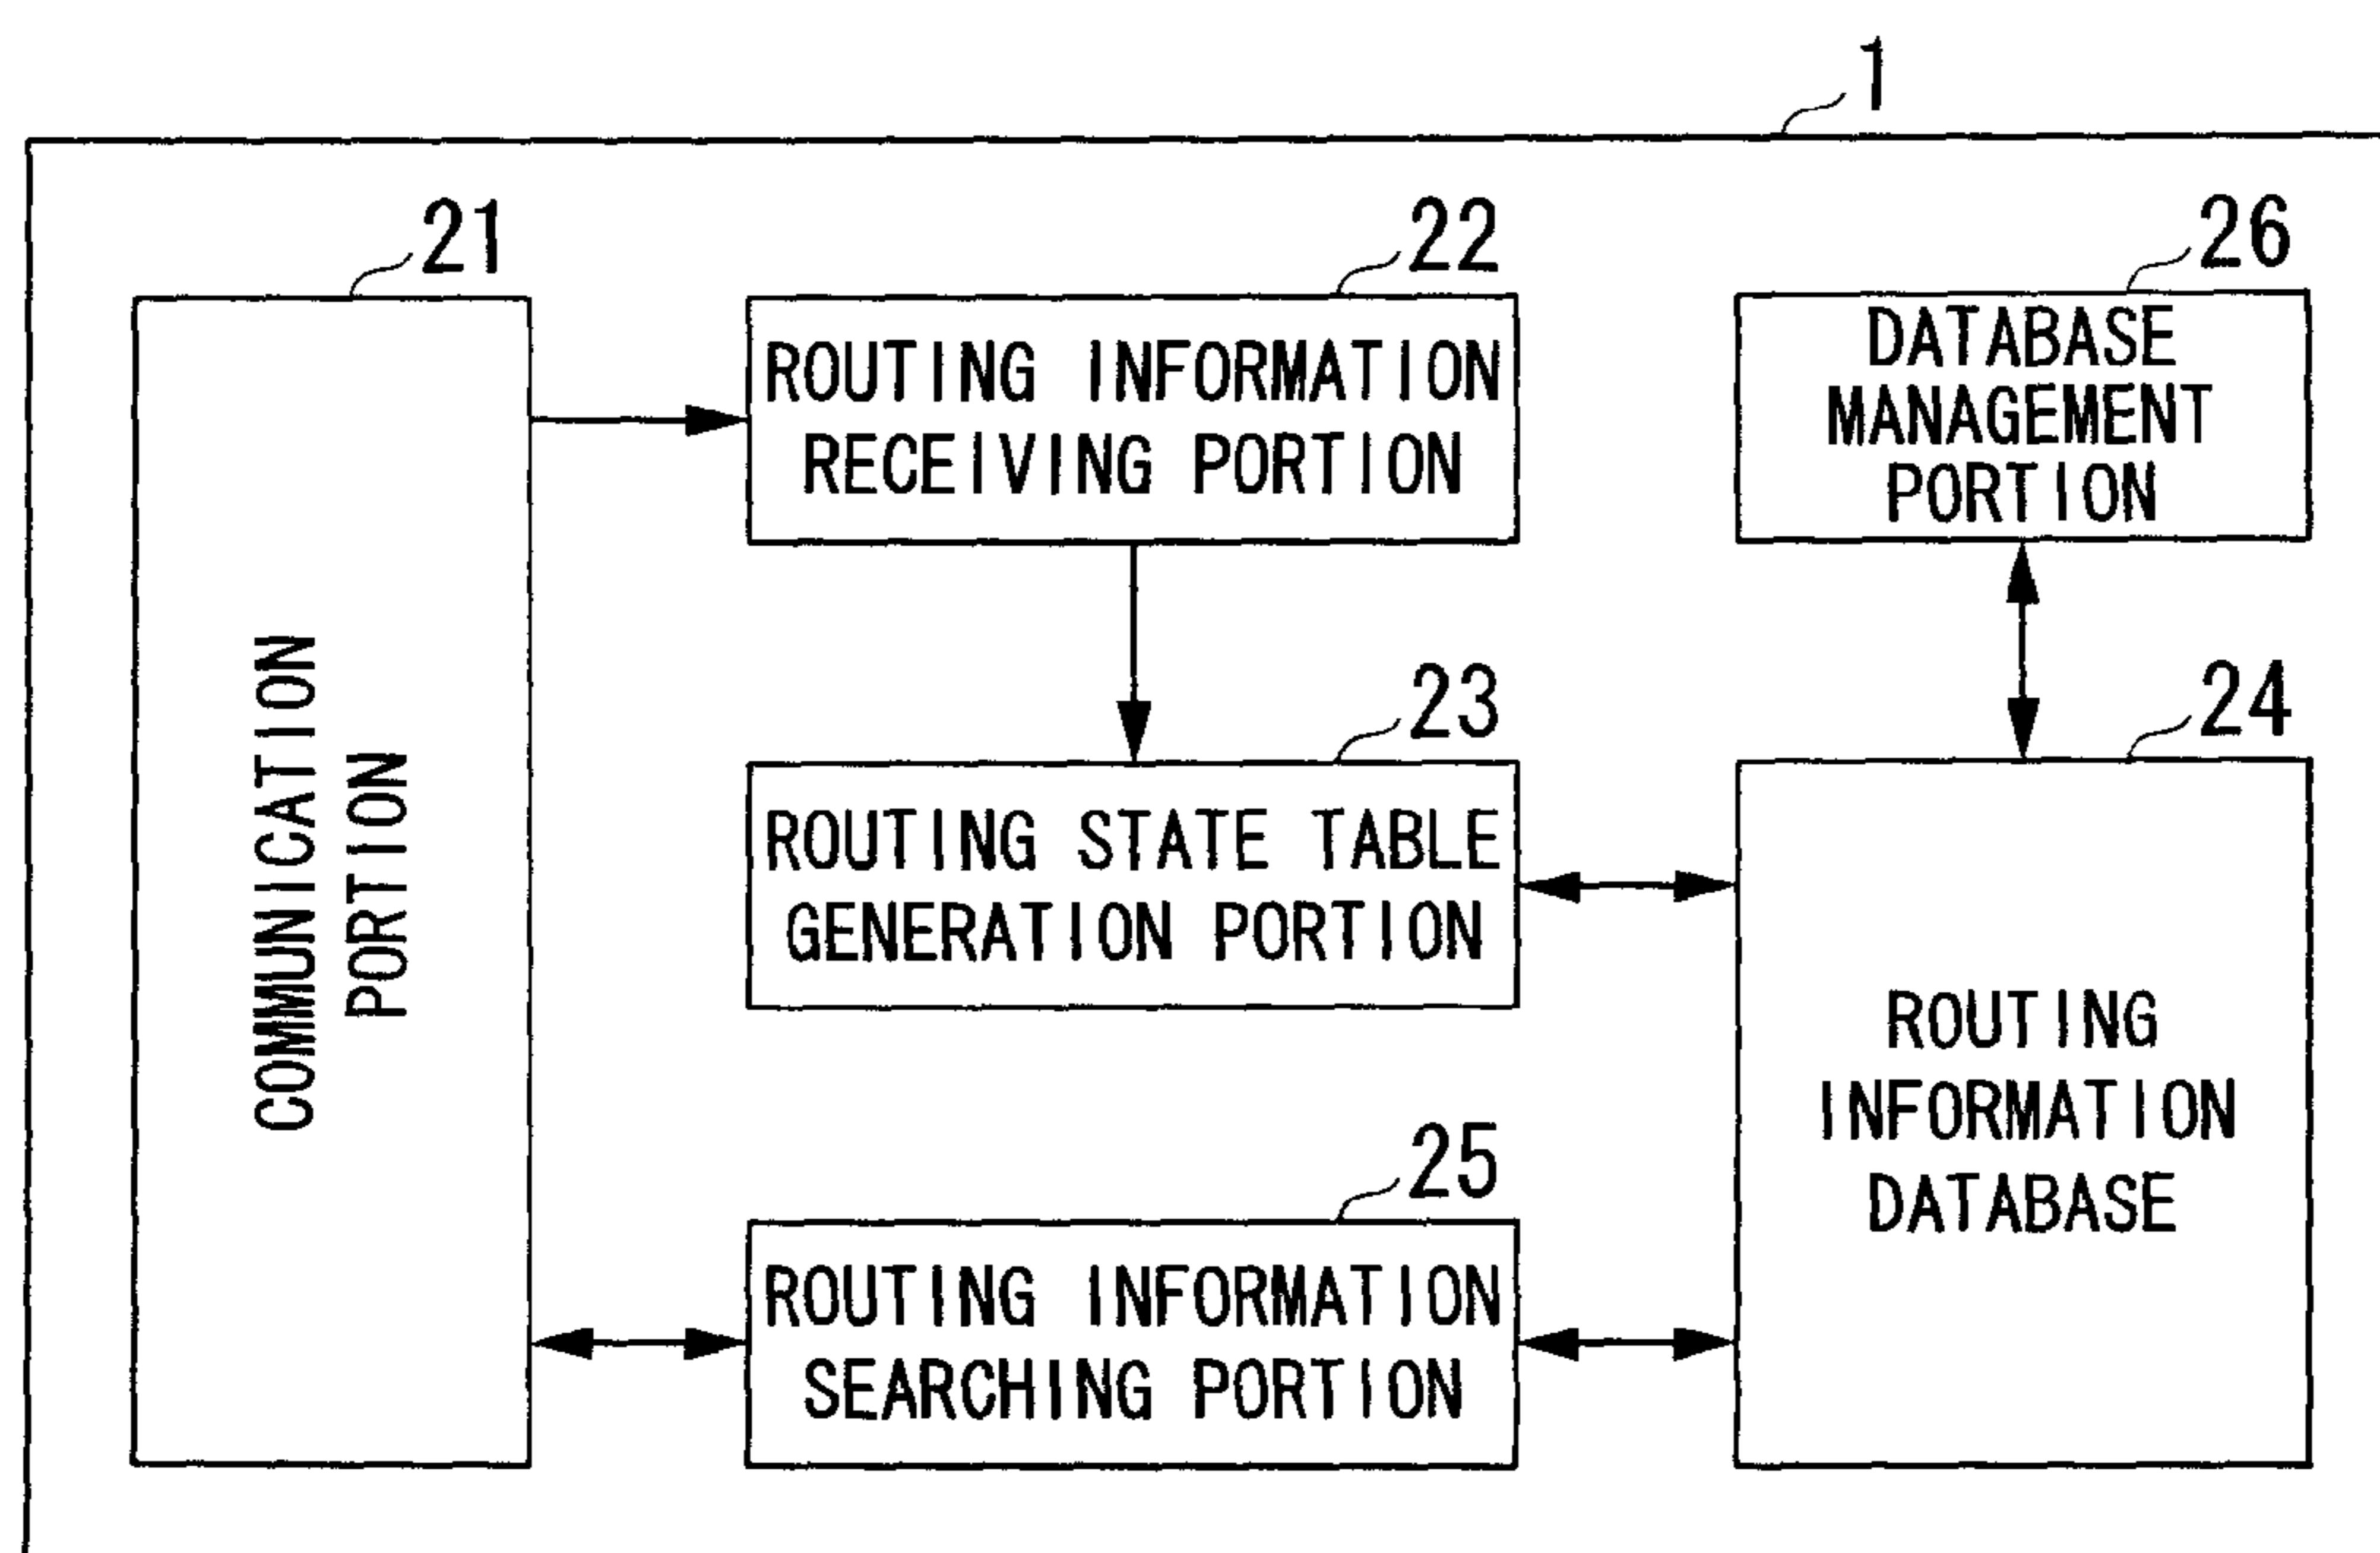 1
21
COMMUNICATION
PORTION
22
ROUTING INFORMATION
RECEIVING PORTION
26
DATABASE
MANAGEMENT
PORTION
23
ROUTING STATE TABLE
GENERATION PORTION
24
ROUTING
INFORMATION
DATABASE
25
ROUTING INFORMATION
SEARCHING PORTION